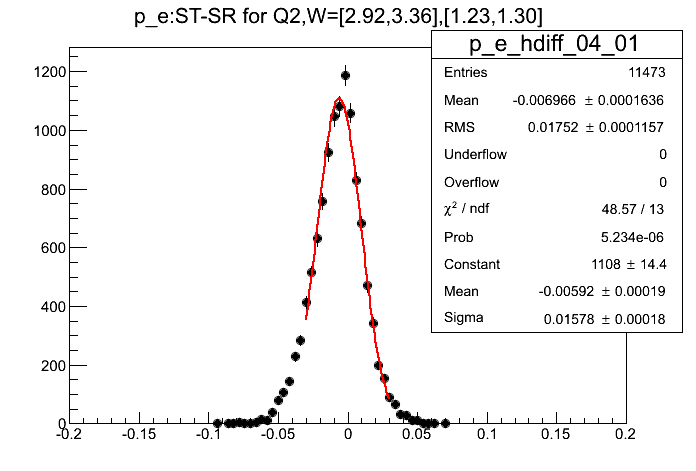 p_e:ST-SR for Q2,W=[2.92,3.36],[1.23,1.30]
p_e_hdiff_04_01
Entries 11473
Mean -0.006966 ± 0.0001636
RMS 0.01752 ± 0.0001157
Underflow 0
Overflow 0
χ² / ndf 48.57 / 13
Prob 5.234e-06
Constant 1108 ± 14.4
Mean -0.00592 ± 0.00019
Sigma 0.01578 ± 0.00018
1200
1000
800
600
400
200
0
-0.2 -0.15 -0.1 -0.05 0 0.05 0.1 0.15 0.2